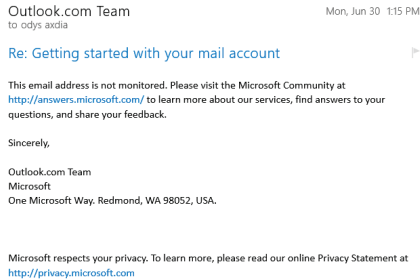 Outlook.com Team
Mon, Jun 30 1:15 PM
to odys axdia
Re: Getting started with your mail account
This email address is not monitored. Please visit the Microsoft Community at
http://answers.microsoft.com/ to learn more about our services, find answers to your
questions, and share your feedback.
Sincerely,
Outlook.com Team
Microsoft
One Microsoft Way. Redmond, WA 98052, USA.
Microsoft respects your privacy. To learn more, please read our online Privacy Statement at
http://privacy.microsoft.com